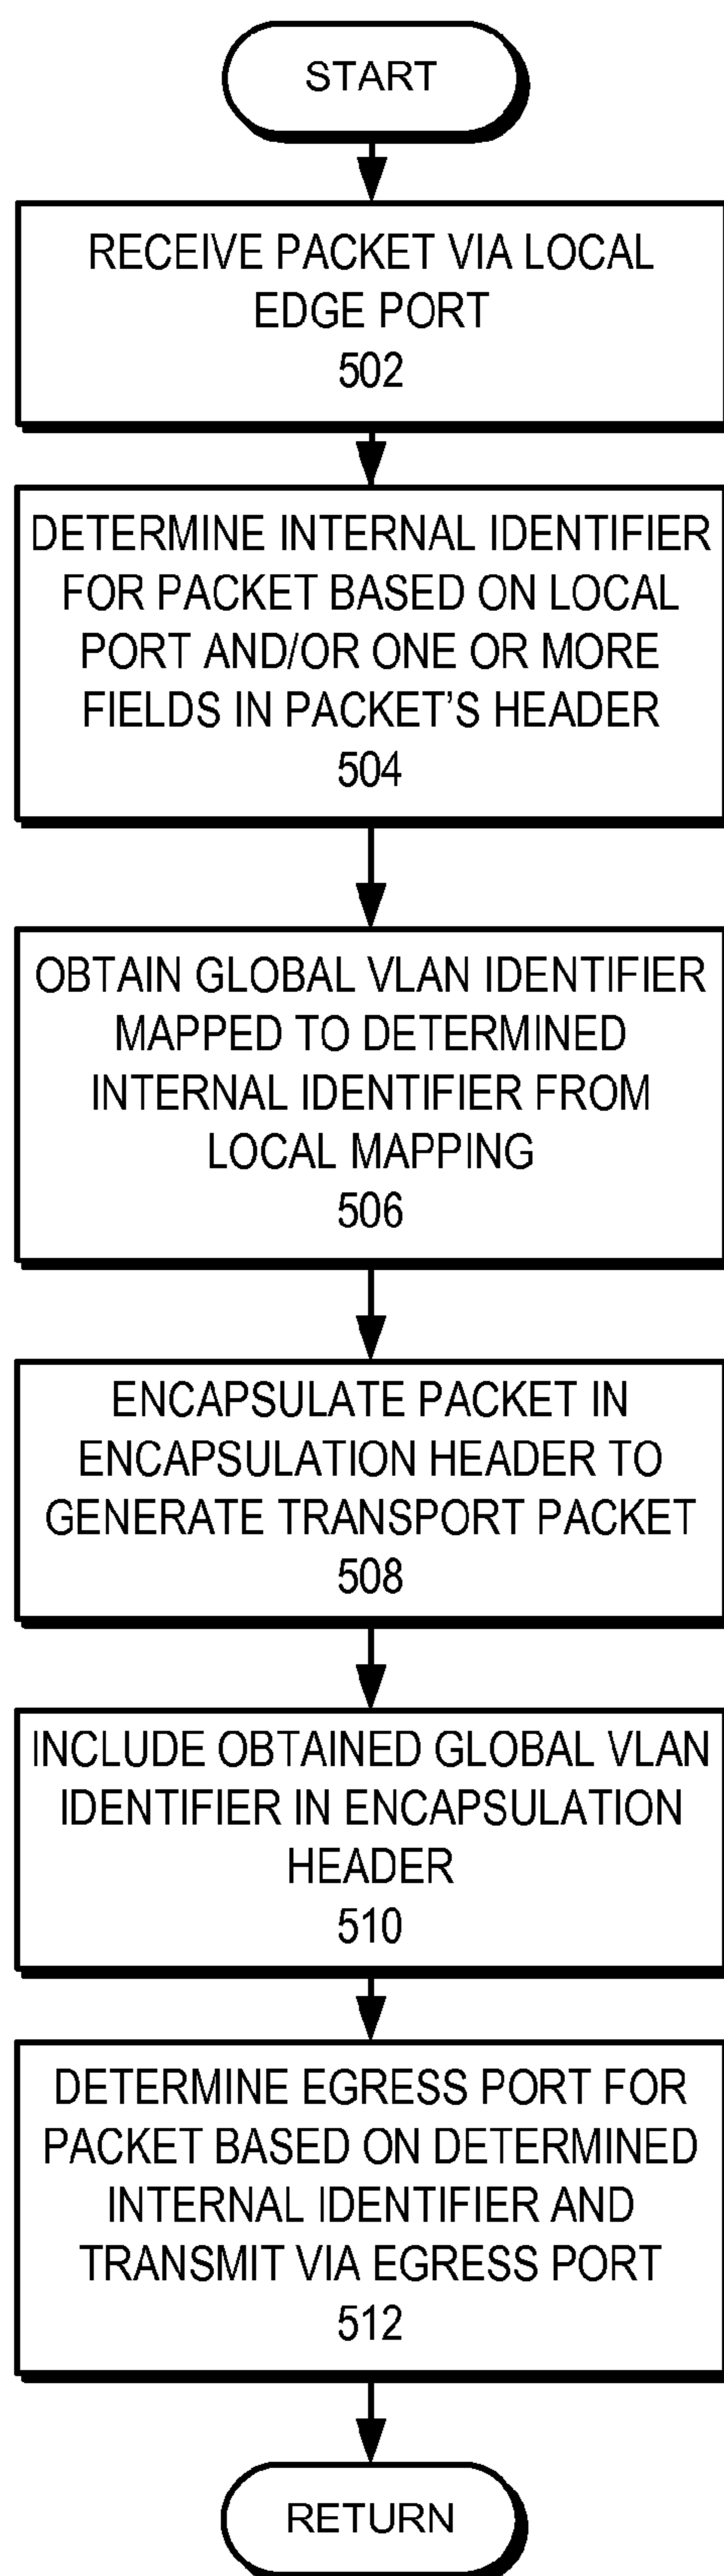 START
RECEIVE PACKET VIA LOCAL
EDGE PORT
502
DETERMINE INTERNAL IDENTIFIER
FOR PACKET BASED ON LOCAL
PORT AND/OR ONE OR MORE
FIELDS IN PACKET'S HEADER
504
OBTAIN GLOBAL VLAN IDENTIFIER
MAPPED TO DETERMINED
INTERNAL IDENTIFIER FROM
LOCAL MAPPING
506
ENCAPSULATE PACKET IN
ENCAPSULATION HEADER TO
GENERATE TRANSPORT PACKET
508
INCLUDE OBTAINED GLOBAL VLAN
IDENTIFIER IN ENCAPSULATION
HEADER
510
DETERMINE EGRESS PORT FOR
PACKET BASED ON DETERMINED
INTERNAL IDENTIFIER AND
TRANSMIT VIA EGRESS PORT
512
RETURN